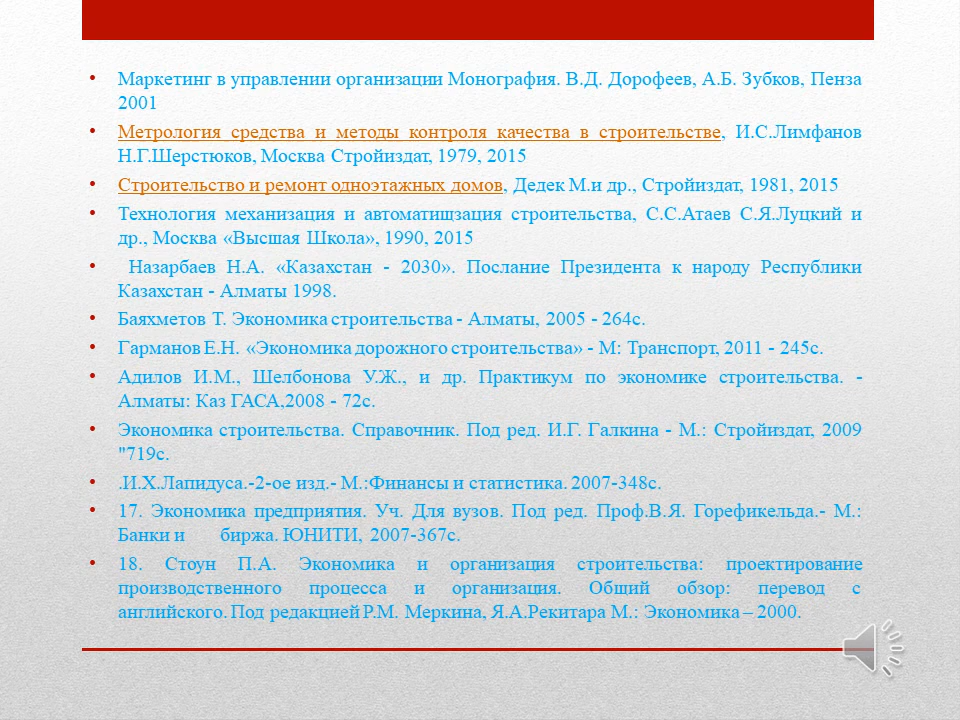 • Маркетинг в управлении организации Монография. В.Д. Дорофеев, А.Б. Зубков, Пенза
2001
• Метрология средства и методы контроля качества в строительстве, И.С.Лимфанов
Н.Г.Шерстюков, Москва Стройиздат, 1979, 2015
• Строительство и ремонт одноэтажных домов, Дедек М.и др., Стройиздат, 1981, 2015
• Технология механизация и автоматищзация строительства, С.С.Атаев С.Я.Луцкий и
др., Москва «Высшая Школа», 1990, 2015
• Назарбаев Н.А. «Казахстан - 2030». Послание Президента к народу Республики
Казахстан - Алматы 1998.
• Баяхметов Т. Экономика строительства - Алматы, 2005 - 264с.
• Гарманов Е.Н. «Экономика дорожного строительства» - М: Транспорт, 2011 - 245с.
• Адилов И.М., Шелбонова У.Ж., и др. Практикум по экономике строительства. -
Алматы: Каз ГАСА,2008 - 72с.
• Экономика строительства. Справочник. Под ред. И.Г. Галкина - М.: Стройиздат, 2009
"719с.
• .И.Х.Лапидуса.-2-ое изд.- М.:Финансы и статистика. 2007-348с.
• 17. Экономика предприятия. Уч. Для вузов. Под ред. Проф.В.Я. Горефикельда.- М.:
Банки и биржа. ЮНИТИ, 2007-367с.
• 18. Стоун П.А. Экономика и организация строительства: проектирование
производственного процесса и организация. Общий обзор: перевод с
английского. Под редакцией Р.М. Меркина, Я.А.Рекитара М.: Экономика – 2000.